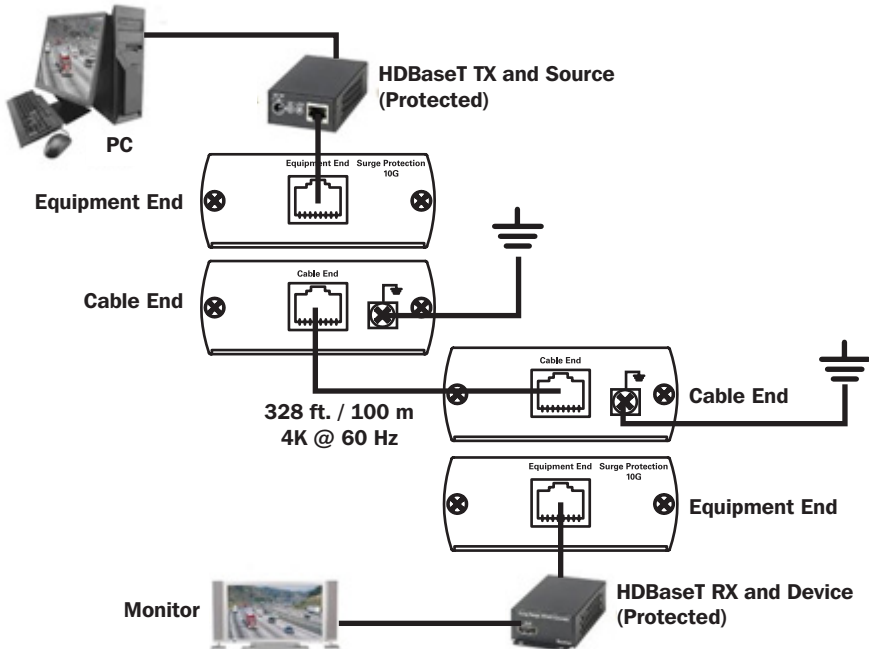 HDBaseT TX and Source
(Protected)
PC
Equipment End Surge Protection
10G
Equipment End
Cable End
Cable End
Cable End
Cable End
328 ft. / 100 m
4K @ 60 Hz
Equipment End Surge Protection
10G
Equipment End
HDBaseT RX and Device
(Protected)
Monitor